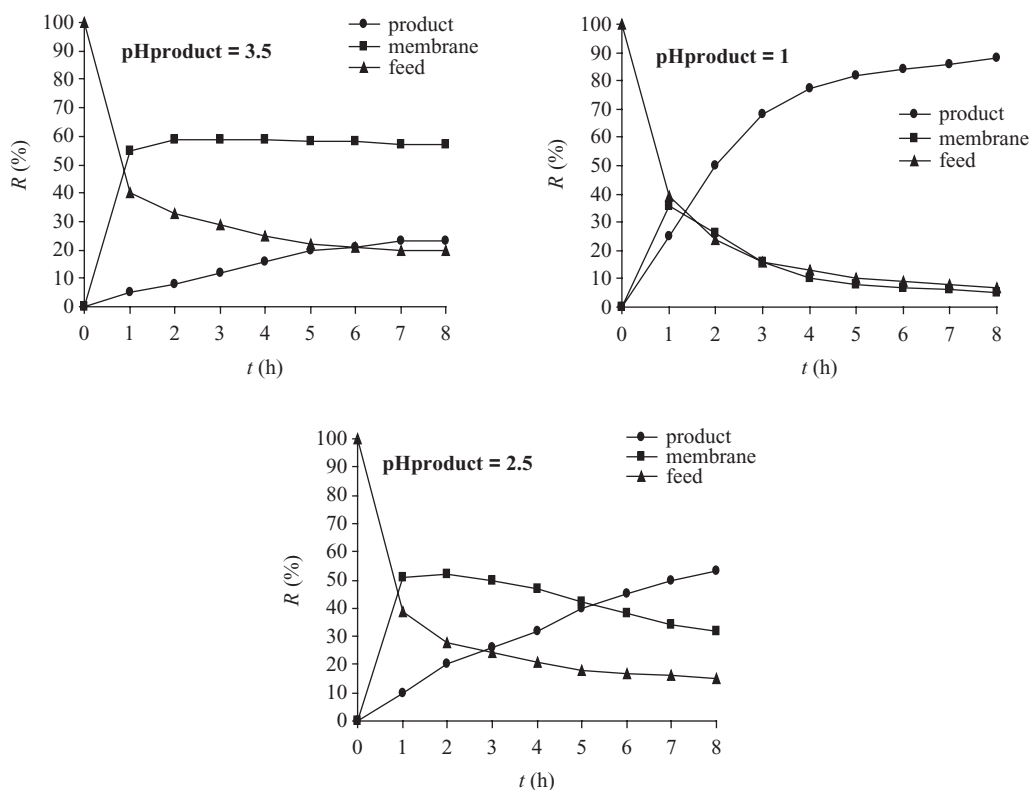 pHproduct = 3.5
product
membrane
feed
R (%)
100
90
80
70
60
50
40
30
20
10
0
0 1 2 3 4 5 6 7 8
t (h)
pHproduct = 1
product
membrane
feed
R (%)
100
90
80
70
60
50
40
30
20
10
0
0 1 2 3 4 5 6 7 8
t (h)
pHproduct = 2.5
product
membrane
feed
R (%)
100
90
80
70
60
50
40
30
20
10
0
0 1 2 3 4 5 6 7 8
t (h)